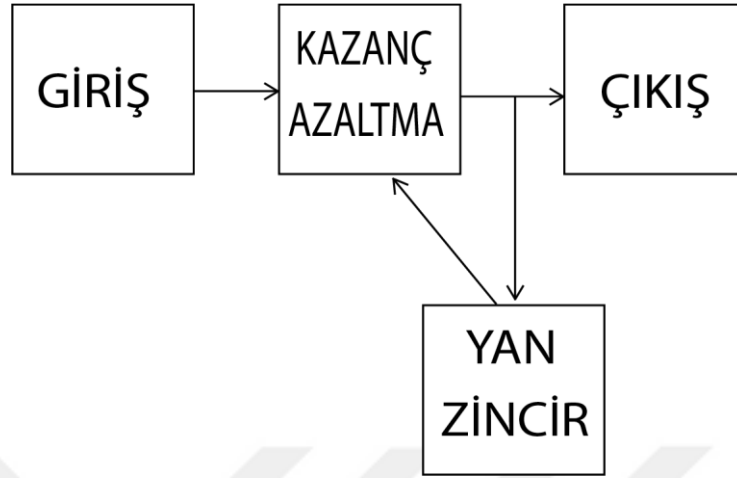 GİRİŞ
KAZANÇ
AZALTMA
ÇIKIŞ
YAN
ZİNCİR